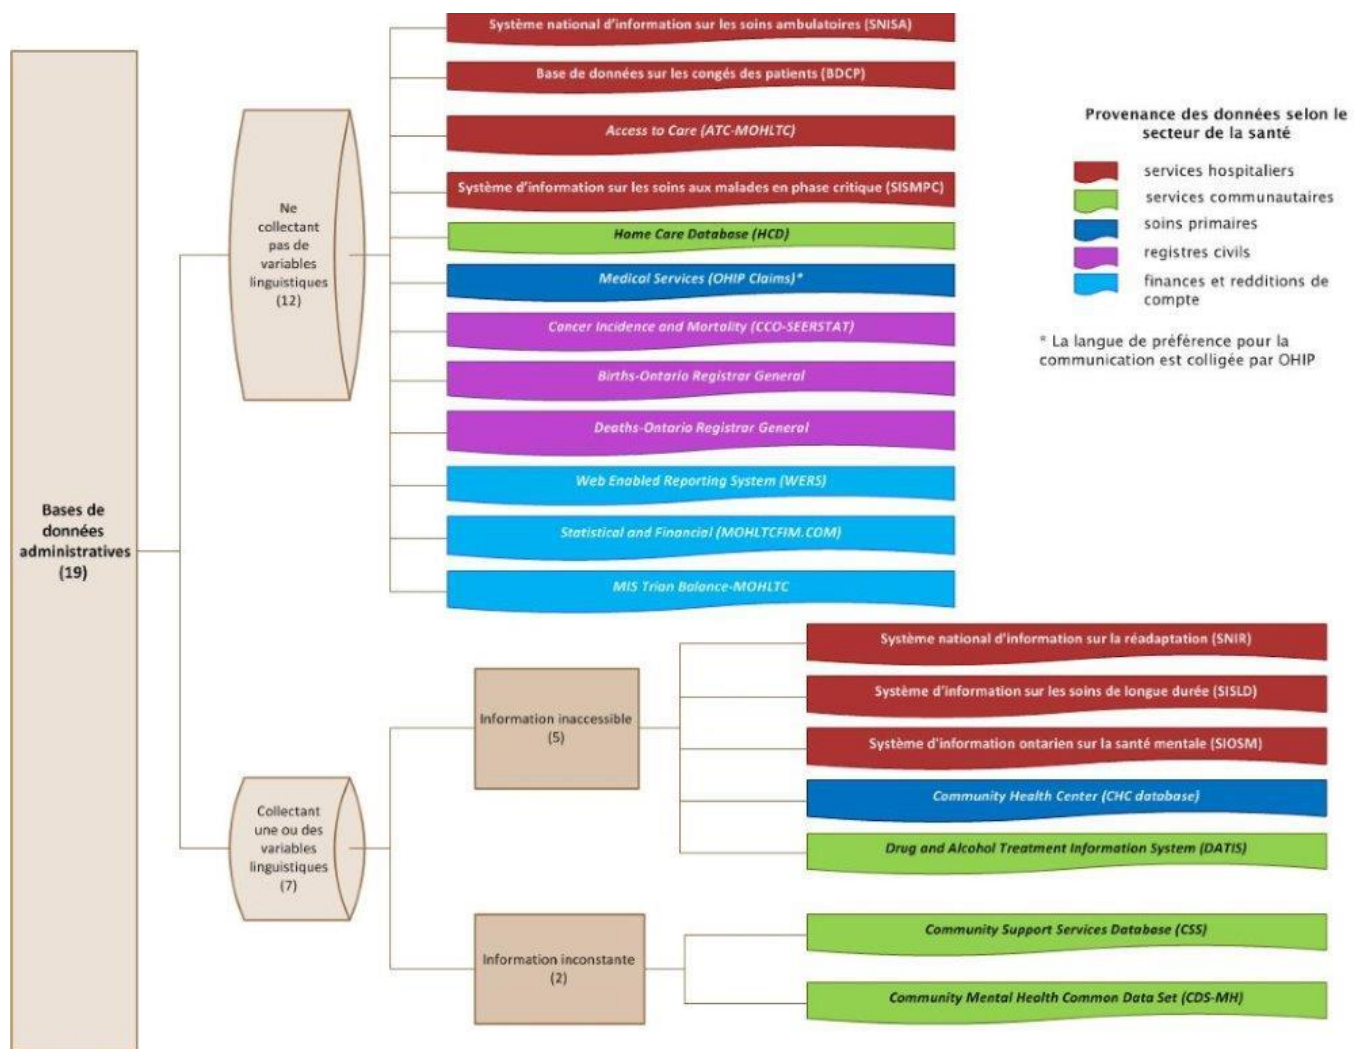 Bases de
données
administratives
(19)
Ne
collectant
pas de
variables
linguistiques
(12)
Système national d'information sur les soins ambulatoires (SNISA)
Base de données sur les congés des patients (BDCP)
Access to Care (ATC-MOHLTC)
Système d'information sur les soins aux malades en phase critique (SISMPC)
Home Care Database (HCD)
Medical Services (OHIP Claims)*
Cancer Incidence and Mortality (CCO-SEERSTAT)
Births-Ontario Registrar General
Deaths-Ontario Registrar General
Web Enabled Reporting System (WERS)
Statistical and Financial (MOHLTCFIM.COM)
MIS Trian Balance-MOHLTC
Collectant
une ou des
variables
linguistiques
(7)
Information inaccessible
(5)
Système national d'information sur la réadaptation (SNIR)
Système d'information sur les soins de longue durée (SISLD)
Système d'information ontarien sur la santé mentale (SIOSM)
Community Health Center (CHC database)
Drug and Alcohol Treatment Information System (DATIS)
Information inconstante
(2)
Community Support Services Database (CSS)
Community Mental Health Common Data Set (CDS-MH)
Provenance des données selon le
secteur de la santé
services hospitaliers
services communautaires
soins primaires
registres civils
finances et redditions de
compte
* La langue de préférence pour la
communication est colligée par OHIP